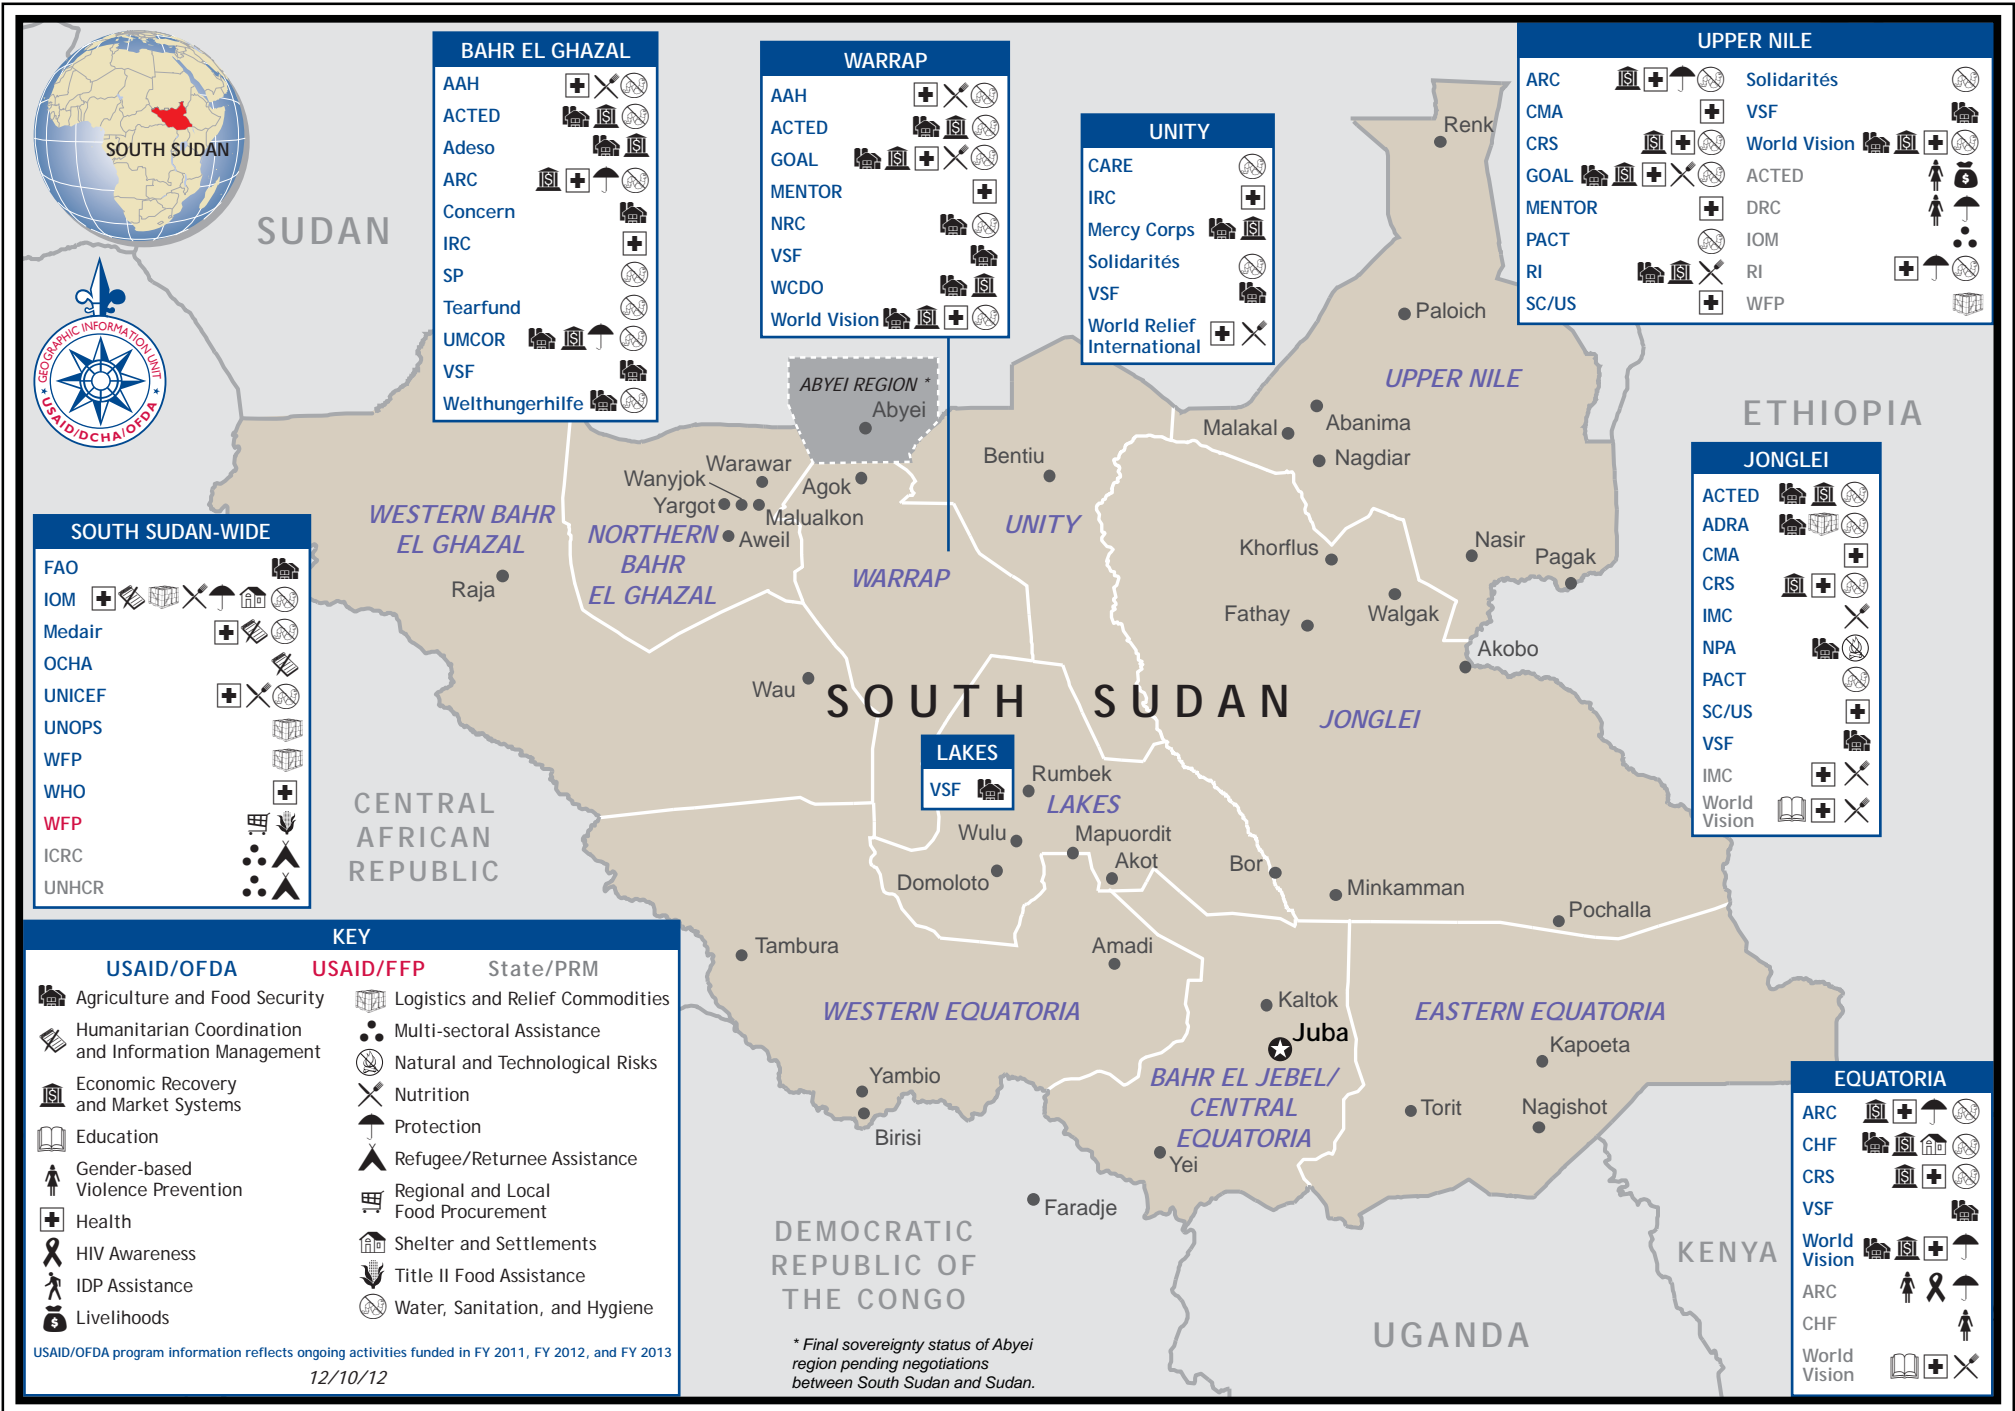 SOUTH SUDAN
GEOGRAPHIC INFORMATION UNIT
★ USAID/DCHA/OFDA ★
BAHR EL GHAZAL
AAH
ACTED
Adeso
ARC
Concern
IRC
SP
Tearfund
UMCOR
VSF
Welthungerhilfe
WARRAP
AAH
ACTED
GOAL
MENTOR
NRC
VSF
WCDO
World Vision
UNITY
CARE
IRC
Mercy Corps
Solidarités
VSF
World Relief
International
UPPER NILE
ARC
CMA
CRS
GOAL
MENTOR
PACT
RI
SC/US
Solidarités
VSF
World Vision
ACTED
DRC
IOM
RI
WFP
SOUTH SUDAN-WIDE
FAO
IOM
Medair
OCHA
UNICEF
UNOPS
WFP
WHO
WFP
ICRC
UNHCR
JONGLEI
ACTED
ADRA
CMA
CRS
IMC
NPA
PACT
SC/US
VSF
IMC
World
Vision
LAKES
VSF
EQUATORIA
ARC
CHF
CRS
VSF
World
Vision
ARC
CHF
World
Vision
SUDAN
ETHIOPIA
CENTRAL
AFRICAN
REPUBLIC
DEMOCRATIC
REPUBLIC OF
THE CONGO
UGANDA
KENYA
SOUTH SUDAN
ABYEI REGION *
Abyei
Renk
Paloich
UPPER NILE
Malakal
Abanima
Nagdiar
Bentiu
UNITY
Warawar
Wanyjok
Yargot
Malualkon
Aweil
Agok
WESTERN BAHR
EL GHAZAL
Raja
NORTHERN
BAHR
EL GHAZAL
WARRAP
Khorflus
Nasir
Pagak
Fathay
Walgak
Akobo
Wau
JONGLEI
Rumbek
LAKES
Wulu
Mapuordit
Akot
Domoloto
Bor
Minkamman
Pochalla
Tambura
Amadi
WESTERN EQUATORIA
Kaltok
Juba
EASTERN EQUATORIA
Kapoeta
Yambio
Birisi
BAHR EL JEBEL/
CENTRAL
EQUATORIA
Torit
Nagishot
Yei
Faradje
KEY
USAID/OFDA
USAID/FFP
State/PRM
Agriculture and Food Security
Humanitarian Coordination
and Information Management
Economic Recovery
and Market Systems
Education
Gender-based
Violence Prevention
Health
HIV Awareness
IDP Assistance
Livelihoods
Logistics and Relief Commodities
Multi-sectoral Assistance
Natural and Technological Risks
Nutrition
Protection
Refugee/Returnee Assistance
Regional and Local
Food Procurement
Shelter and Settlements
Title II Food Assistance
Water, Sanitation, and Hygiene
USAID/OFDA program information reflects ongoing activities funded in FY 2011, FY 2012, and FY 2013
12/10/12
* Final sovereignty status of Abyei
region pending negotiations
between South Sudan and Sudan.